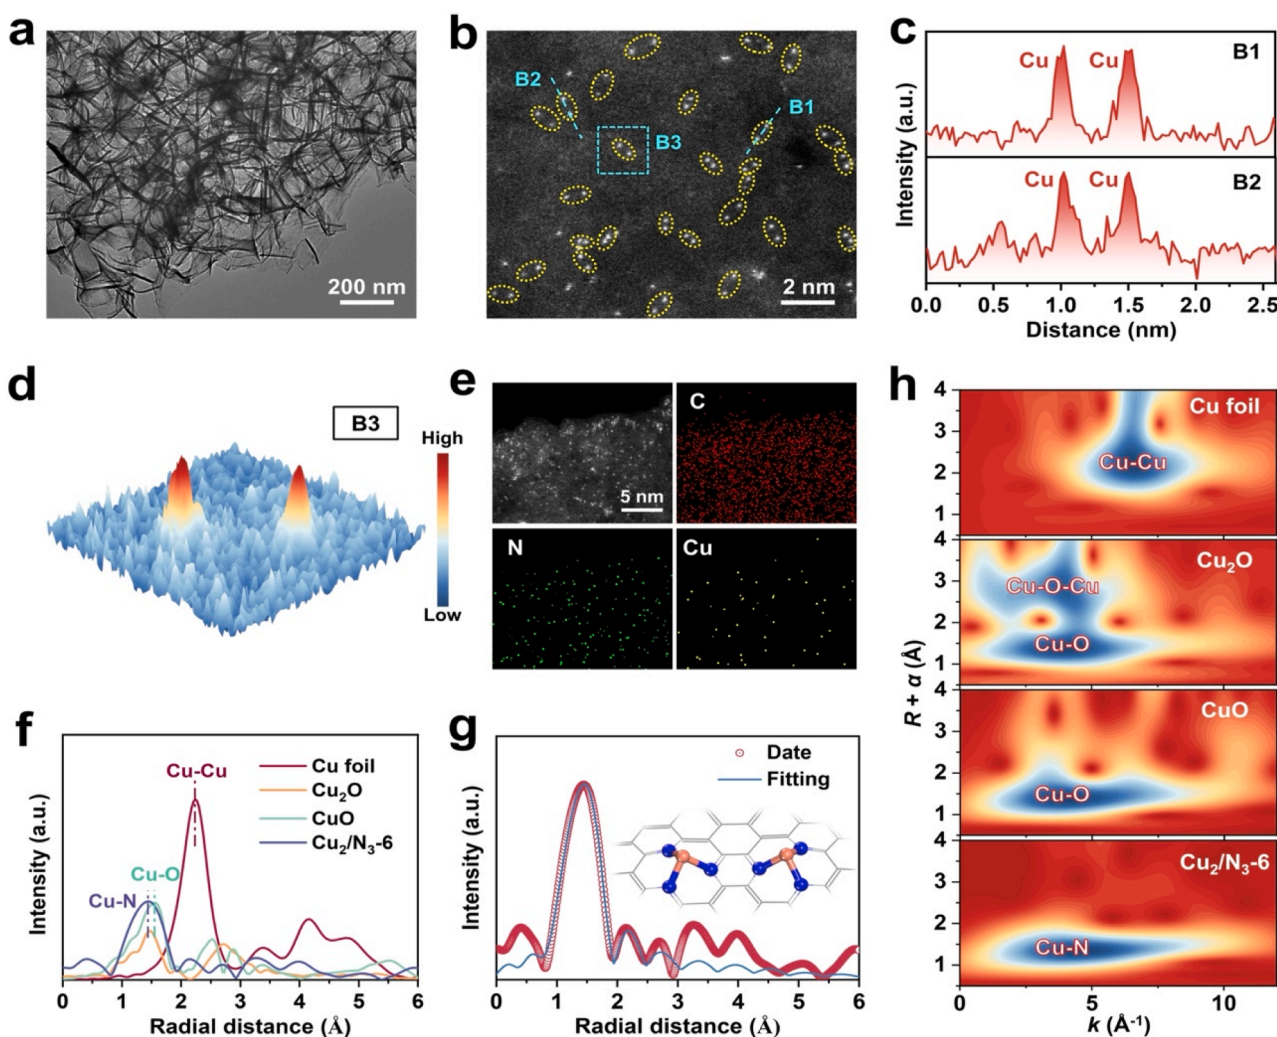 a
200 nm
b
B2
B1
B3
2 nm
c
Cu Cu B1
Cu Cu B2
Intensity (a.u.)
0.0 0.5 1.0 1.5 2.0 2.5
Distance (nm)
d
B3
High
Low
e
5 nm
C
N
Cu
f
Cu-Cu
Cu-O
Cu-N
Cu foil
Cu₂O
CuO
Cu₂/N₃-6
Intensity (a.u.)
0 1 2 3 4 5 6
Radial distance (Å)
g
Date
Fitting
Intensity (a.u.)
0 1 2 3 4 5 6
Radial distance (Å)
h
4
Cu foil
3
Cu-Cu
2
1
4
Cu₂O
3
Cu-O-Cu
2
Cu-O
1
4
CuO
3
2
Cu-O
1
4
Cu₂/N₃-6
3
2
Cu-N
1
R + α (Å)
0 5 10
k (Å⁻¹)